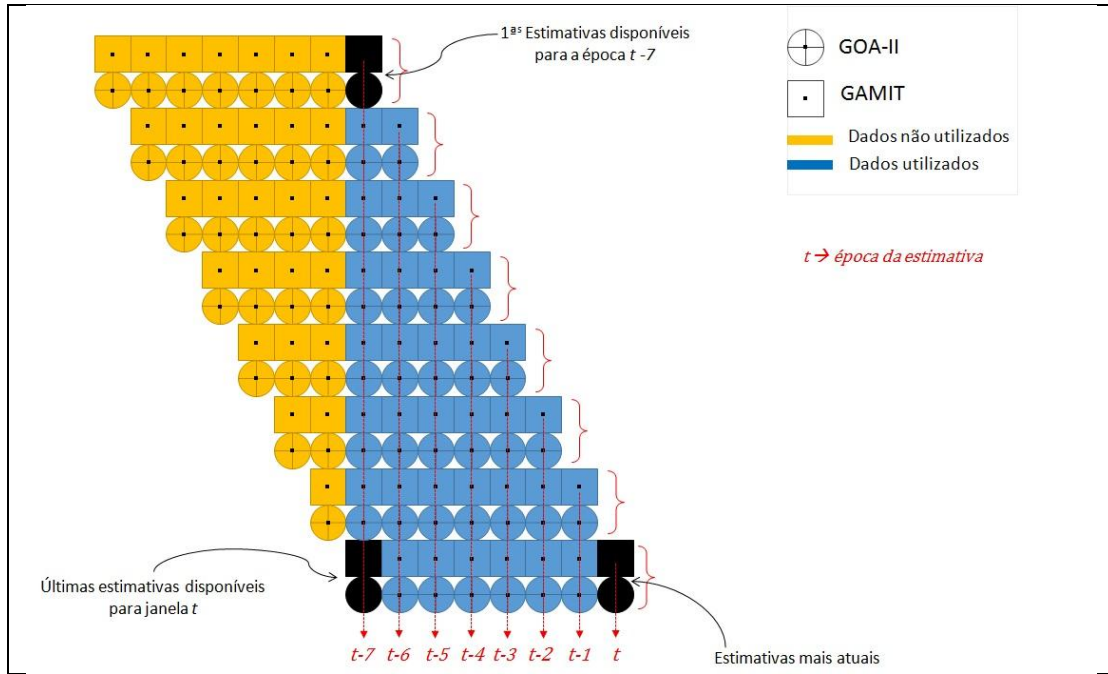 1ªs Estimativas disponíveis
para a época t -7
GOA-II
GAMIT
Dados não utilizados
Dados utilizados
t → época da estimativa
Últimas estimativas disponíveis
para janela t
t-7 t-6 t-5 t-4 t-3 t-2 t-1 t
Estimativas mais atuais